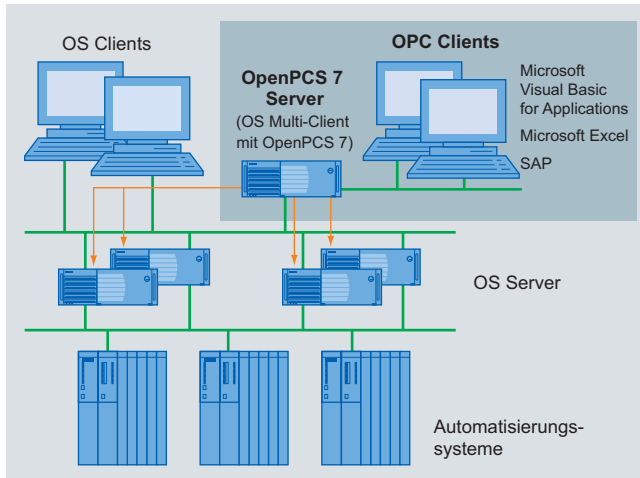 OS Clients
OpenPCS 7
Server
(OS Multi-Client
mit OpenPCS 7)
OPC Clients
Microsoft
Visual Basic
for Applications
Microsoft Excel
SAP
OS Server
Automatisierungs-
systeme